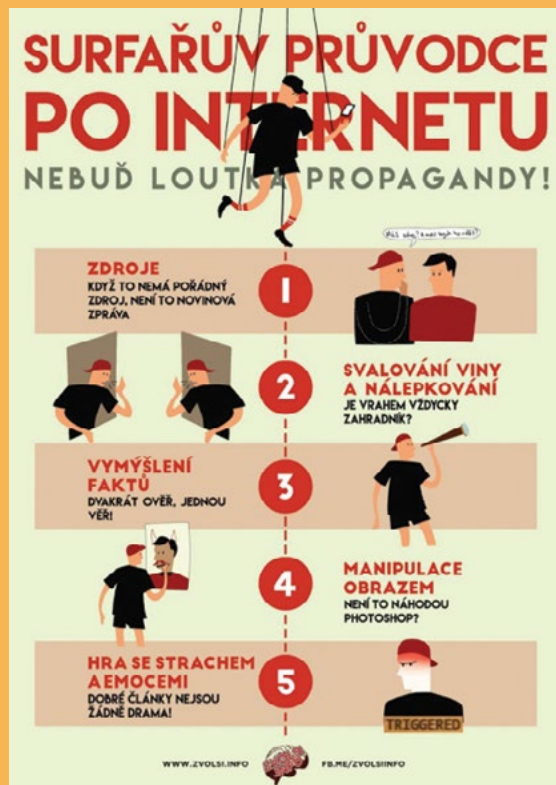 SURFAŘŮV PRŮVODCE
PO INTERNETU
NEBUĎ LOUTKA PROPAGANDY!
ZDROJE
KDYŽ TO NEMÁ POŘÁDNÝ
ZDROJ, NENÍ TO NOVINOVÁ
ZPRÁVA
1
2
SVALOVÁNÍ VINY
A NÁLEPKOVÁNÍ
JE VRAHEM VŽDYCKY
ZAHRADNÍK?
VYMÝŠLENÍ
FAKTŮ
DVAKRÁT OVĚŘ, JEDNOU
VĚŘ!
3
4
MANIPULACE
OBRAZEM
NENÍ TO NÁHODOU
PHOTOSHOP?
HRA SE STRACHEM
A EMOCEMI
DOBRÉ ČLÁNKY NEJSOU
ŽÁDNÉ DRAMA!
5
TRIGGERED
WWW.ZVOLSI.INFO
FB.ME/ZVOLSIINFO